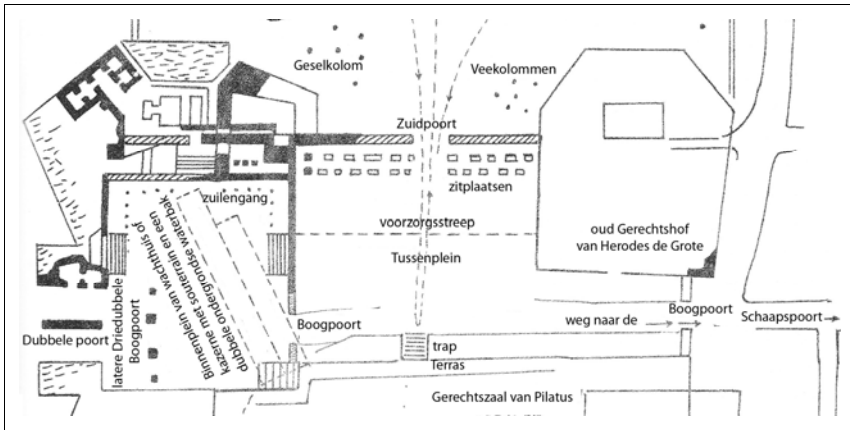 Geselkolom
Veekolommen
Zuidpoort
zitplaatsen
zuilengang
voorzorgsstreep
Tussenplein
oud Gerechtshof
van Herodes de Grote
Binnenplein van wachthuis of
kazerne met souterrain en een
dubbele ondergrondse waterbak
Boogpoort
Boogpoort
weg naar de
Schaapspoort
Dubbele poort
latere Driedubbele
Boogpoort
trap
Terras
Gerechtszaal van Pilatus